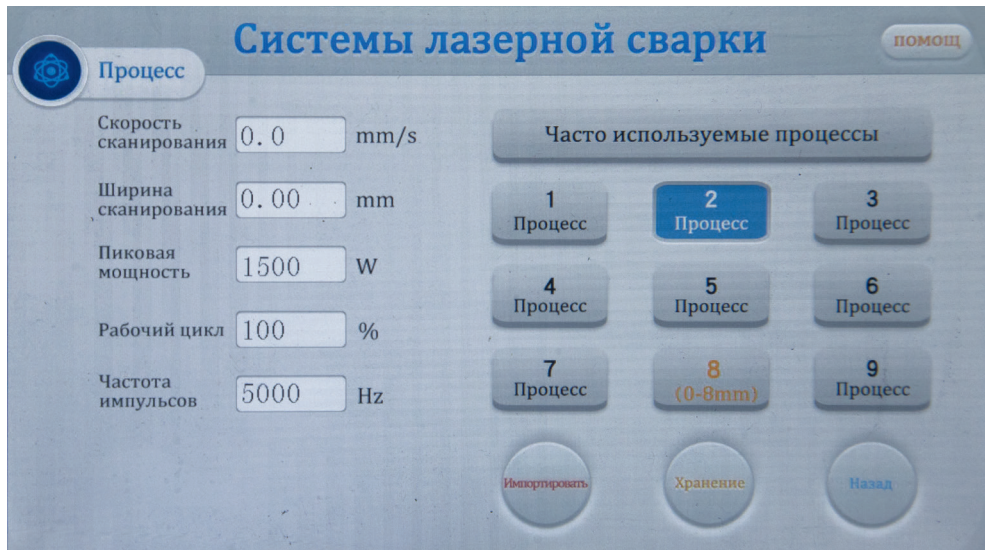 Системы лазерной сварки
помощ
Процесс
Скорость
сканирования
0.0
mm/s
Ширина
сканирования
0.00
mm
Пиковая
мощность
1500
W
Рабочий цикл
100
%
Частота
импульсов
5000
Hz
Часто используемые процессы
1
Процесс
2
Процесс
3
Процесс
4
Процесс
5
Процесс
6
Процесс
7
Процесс
8
(0-8mm)
9
Процесс
Импортировать
Хранение
Назад